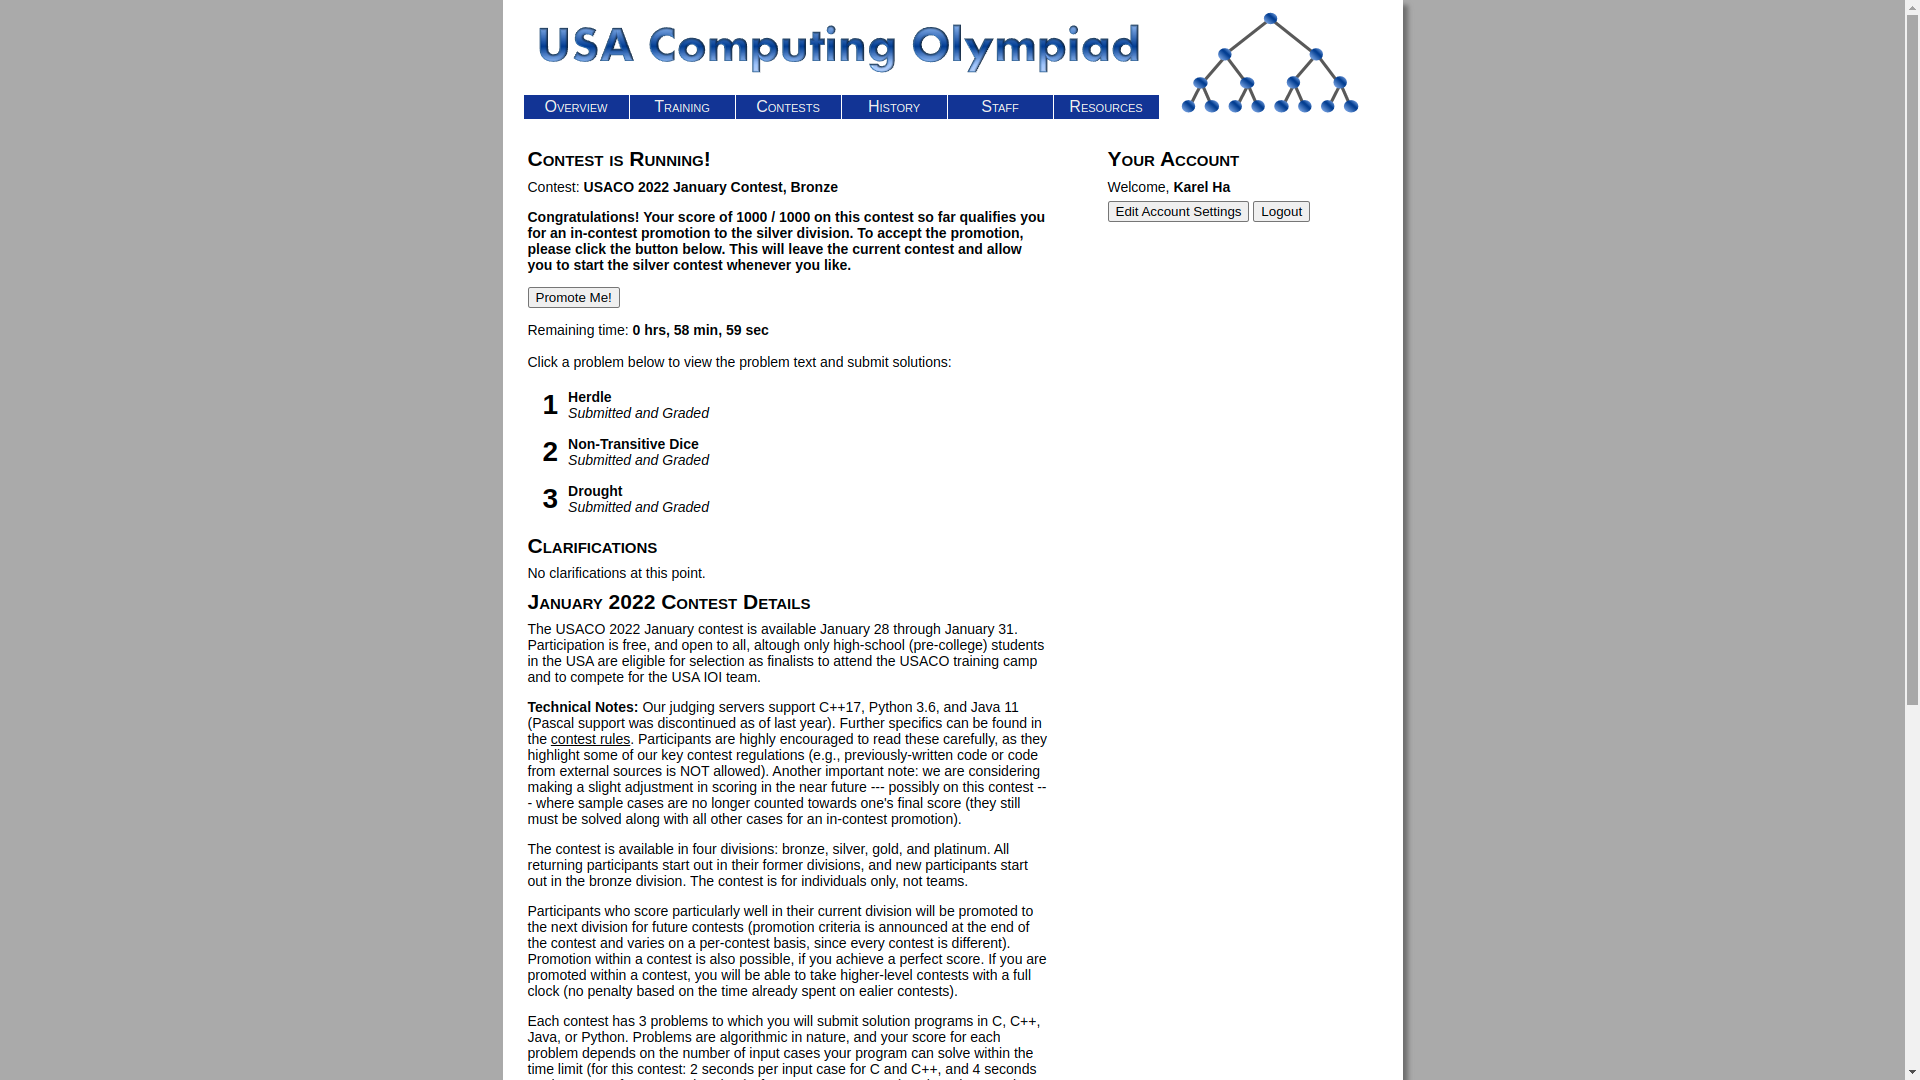 USA Computing Olympiad
Overview Training Contests History Staff Resources
Contest is Running!
Contest: USACO 2022 January Contest, Bronze
Congratulations! Your score of 1000 / 1000 on this contest so far qualifies you
for an in-contest promotion to the silver division. To accept the promotion,
please click the button below. This will leave the current contest and allow
you to start the silver contest whenever you like.
Promote Me!
Remaining time: 0 hrs, 58 min, 59 sec
Click a problem below to view the problem text and submit solutions:
1 Herdle
Submitted and Graded
2 Non-Transitive Dice
Submitted and Graded
3 Drought
Submitted and Graded
Clarifications
No clarifications at this point.
January 2022 Contest Details
The USACO 2022 January contest is available January 28 through January 31.
Participation is free, and open to all, altough only high-school (pre-college) students
in the USA are eligible for selection as finalists to attend the USACO training camp
and to compete for the USA IOI team.
Technical Notes: Our judging servers support C++17, Python 3.6, and Java 11
(Pascal support was discontinued as of last year). Further specifics can be found in
the contest rules. Participants are highly encouraged to read these carefully, as they
highlight some of our key contest regulations (e.g., previously-written code or code
from external sources is NOT allowed). Another important note: we are considering
making a slight adjustment in scoring in the near future --- possibly on this contest --
- where sample cases are no longer counted towards one's final score (they still
must be solved along with all other cases for an in-contest promotion).
The contest is available in four divisions: bronze, silver, gold, and platinum. All
returning participants start out in their former divisions, and new participants start
out in the bronze division. The contest is for individuals only, not teams.
Participants who score particularly well in their current division will be promoted to
the next division for future contests (promotion criteria is announced at the end of
the contest and varies on a per-contest basis, since every contest is different).
Promotion within a contest is also possible, if you achieve a perfect score. If you are
promoted within a contest, you will be able to take higher-level contests with a full
clock (no penalty based on the time already spent on ealier contests).
Each contest has 3 problems to which you will submit solution programs in C, C++,
Java, or Python. Problems are algorithmic in nature, and your score for each
problem depends on the number of input cases your program can solve within the
time limit (for this contest: 2 seconds per input case for C and C++, and 4 seconds
Your Account
Welcome, Karel Ha
Edit Account Settings Logout